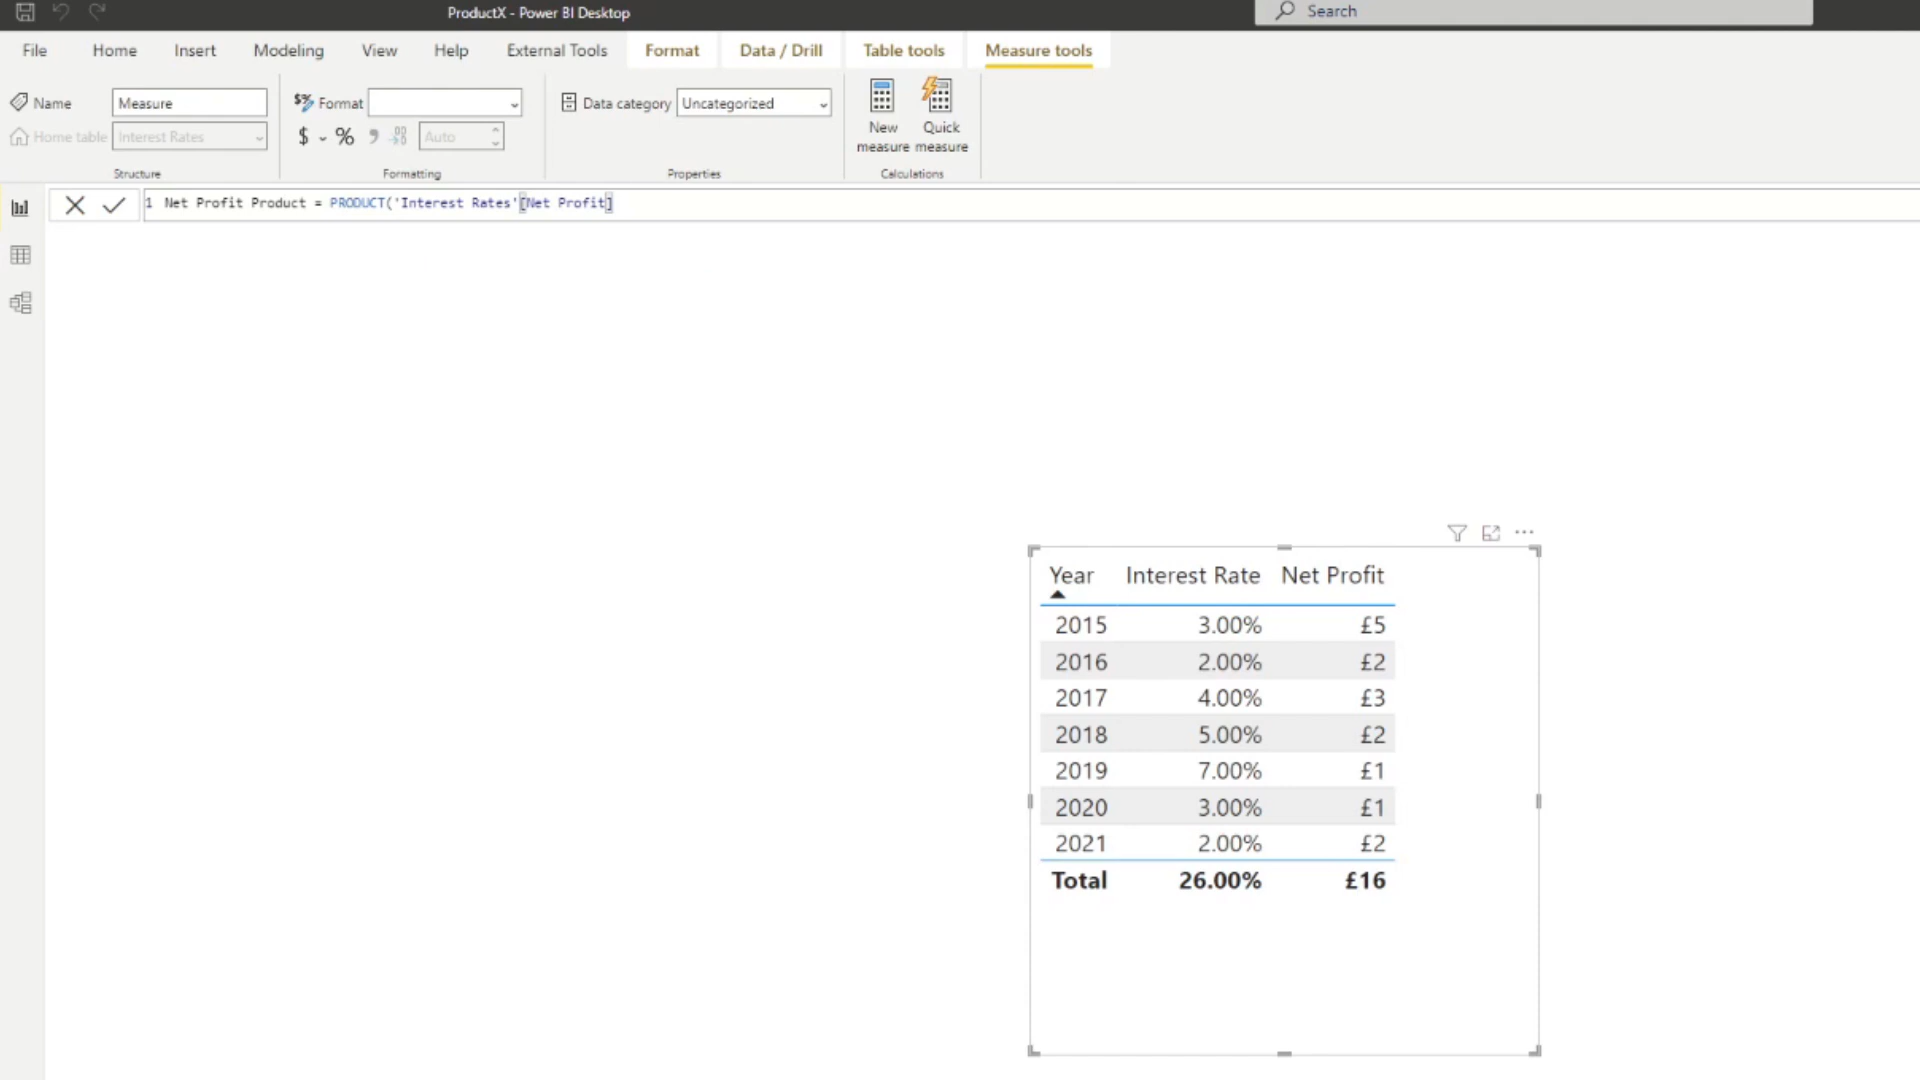 ProductX - Power BI Desktop
Search
File Home Insert Modeling View Help External Tools Format Data / Drill Table tools Measure tools
Name Measure
Home table Interest Rates
Structure
Format
$ % 9 .00 Auto
Formatting
Data category Uncategorized
Properties
New measure
Quick measure
Calculations
1 Net Profit Product = PRODUCT('Interest Rates'[Net Profit]
Year Interest Rate Net Profit
2015 3.00% £5
2016 2.00% £2
2017 4.00% £3
2018 5.00% £2
2019 7.00% £1
2020 3.00% £1
2021 2.00% £2
Total 26.00% £16